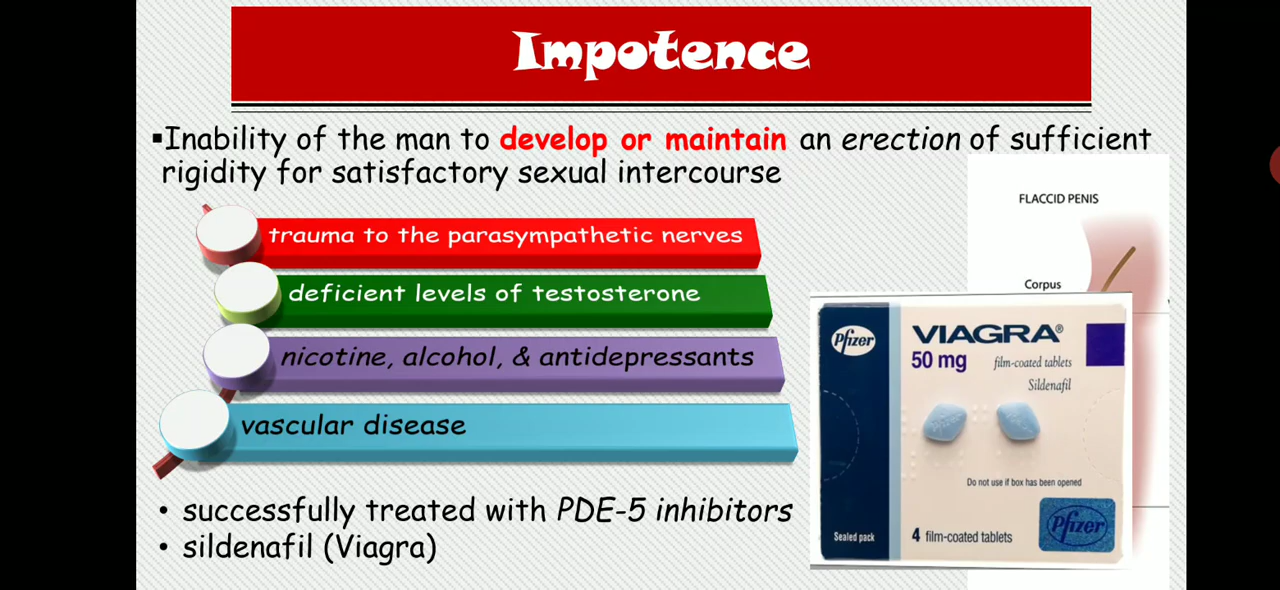 Impotence
▪Inability of the man to develop or maintain an erection of sufficient
rigidity for satisfactory sexual intercourse
FLACCID PENIS
trauma to the parasympathetic nerves
Corpus
deficient levels of testosterone
nicotine, alcohol, & antidepressants
vascular disease
Pfizer
VIAGRA®
50 mg
film-coated tablets
Sildenafil
Do not use if box has been opened
Sealed pack
4 film-coated tablets
Pfizer
• successfully treated with PDE-5 inhibitors
• sildenafil (Viagra)